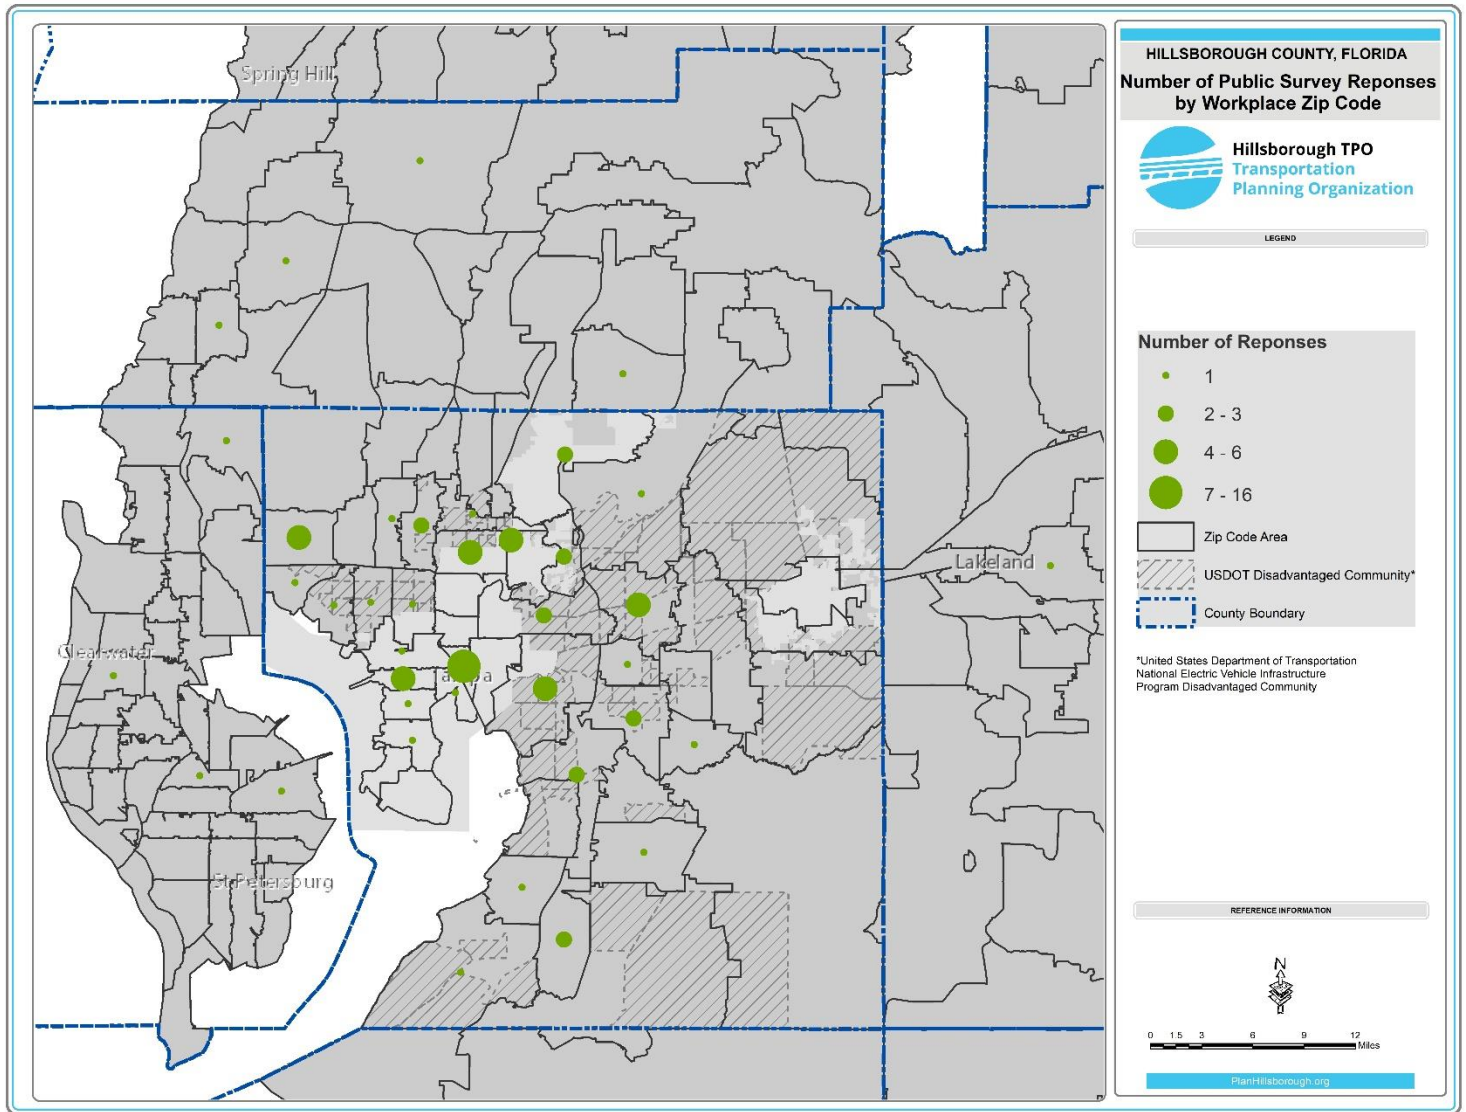 Spring Hill
Lakeland
Clearwater
Tampa
St Petersburg
HILLSBOROUGH COUNTY, FLORIDA
Number of Public Survey Reponses
by Workplace Zip Code
Hillsborough TPO
Transportation
Planning Organization
LEGEND
Number of Reponses
1
2 - 3
4 - 6
7 - 16
Zip Code Area
USDOT Disadvantaged Community*
County Boundary
*United States Department of Transportation
National Electric Vehicle Infrastructure
Program Disadvantaged Community
REFERENCE INFORMATION
N
0 1.5 3 6 9 12
Miles
PlanHillsborough.org